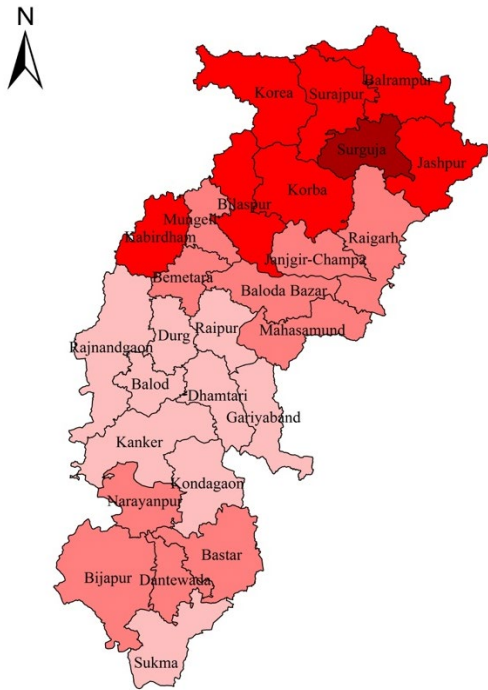 N
Balrampur
Korea
Surajpur
Surguja
Jashpur
Bilaspur
Korba
Mungeli
Kabirdham
Raigarh
Janjgir-Champa
Bemetara
Baloda Bazar
Raipur
Mahasamund
Durg
Rajnandgaon
Balod
Dhamtari
Gariyaband
Kanker
Kondagaon
Narayanpur
Bastar
Bijapur
Dantewada
Sukma